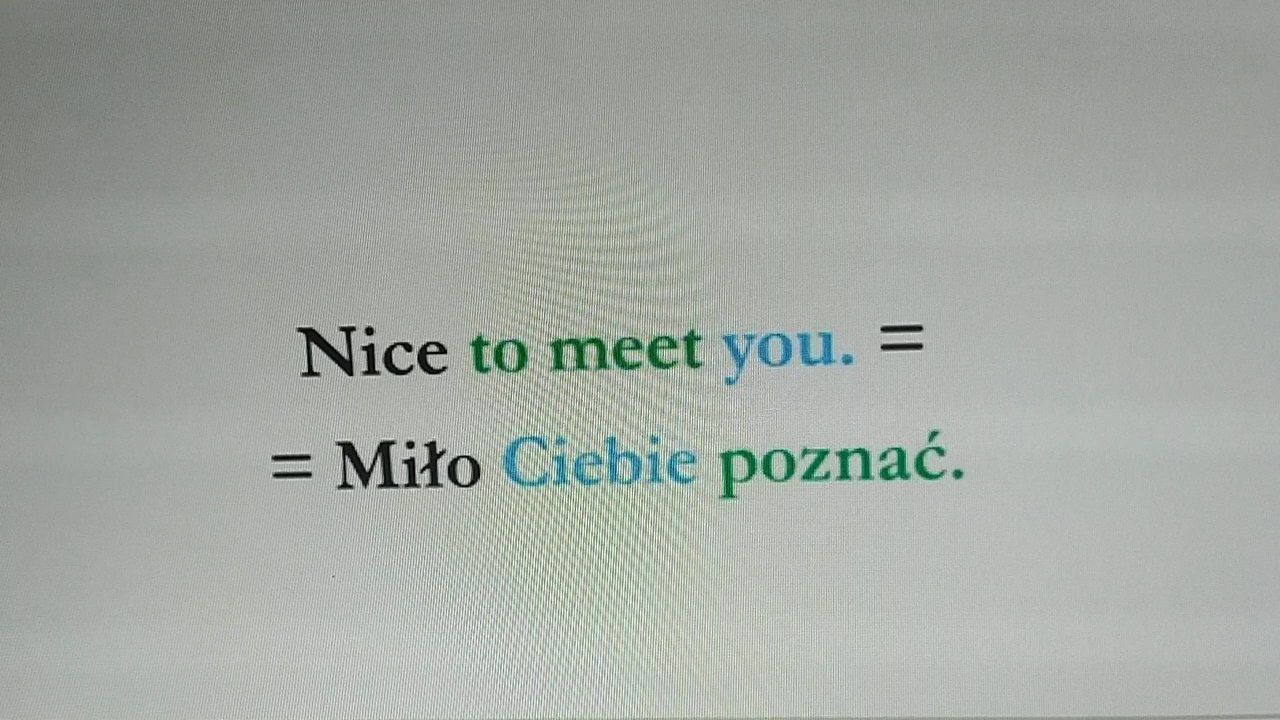 Nice to meet you. =
= Miło Ciebie poznać.